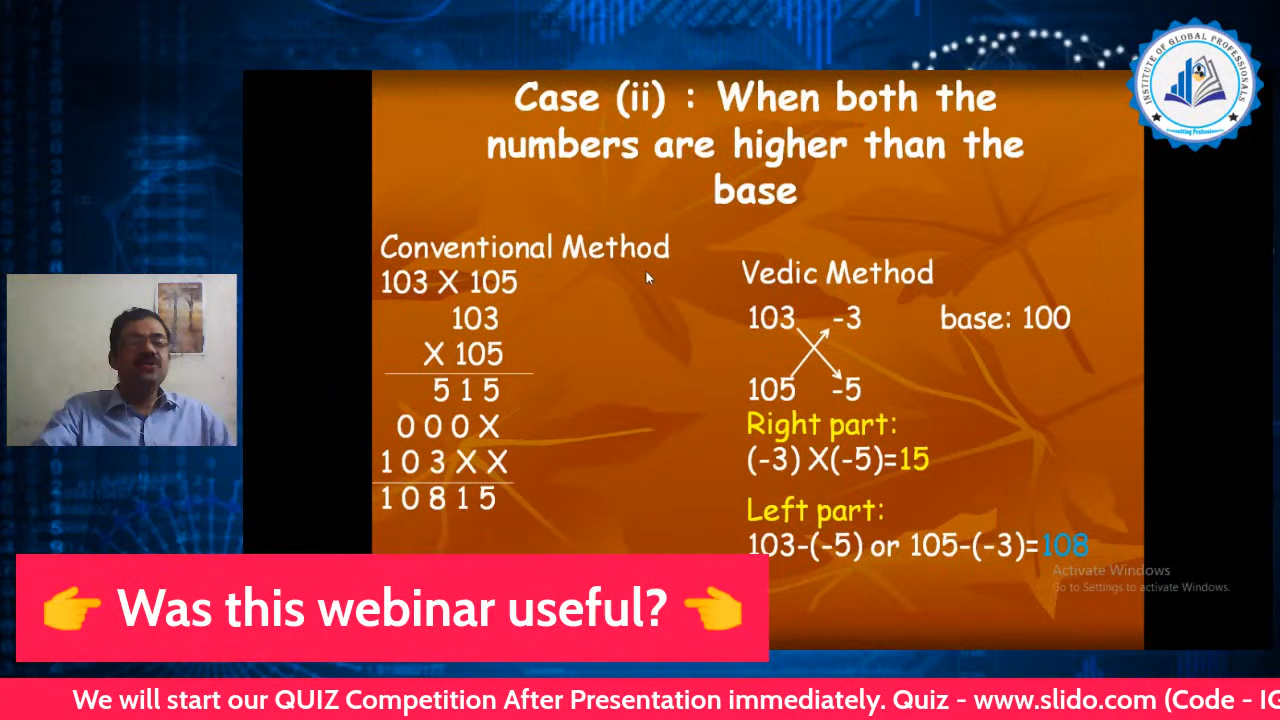 INSTITUTE OF GLOBAL PROFESSIONALS
Consulting Professionals
Case (ii) : When both the
numbers are higher than the
base
Conventional Method
103 X 105
103
X 105
5 1 5
0 0 0 X
1 0 3 X X
1 0 8 1 5
Vedic Method
103 -3 base: 100
105 -5
Right part:
(-3) X(-5)=15
Left part:
103-(-5) or 105-(-3)=108
Activate Windows
Go to Settings to activate Windows.
👉 Was this webinar useful? 👈
We will start our QUIZ Competition After Presentation immediately. Quiz - www.slido.com (Code - IG